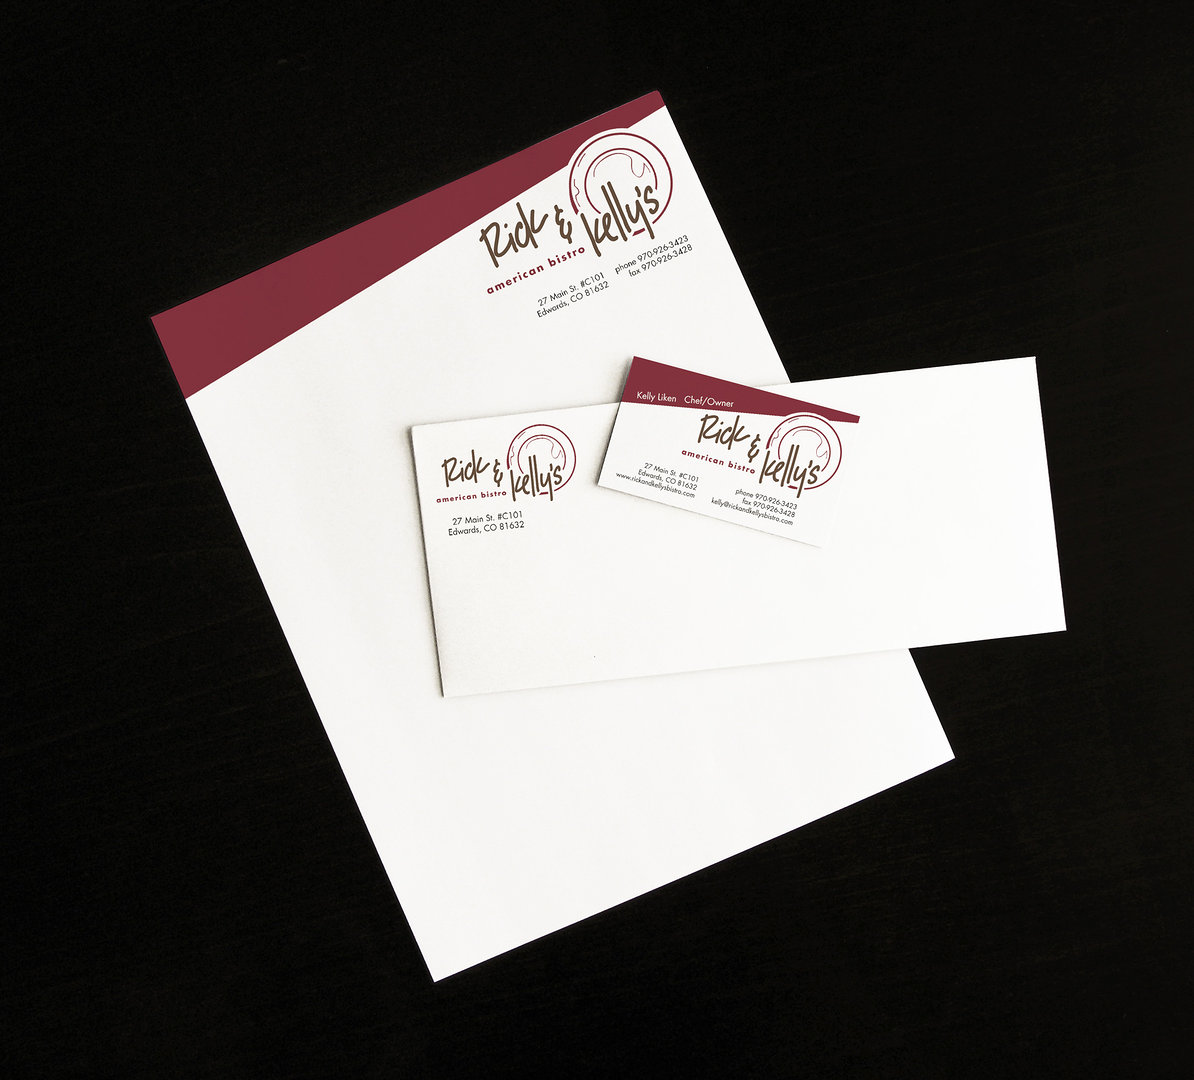 Rick & Kelly's
american bistro
27 Main St. #C101
Edwards, CO 81632
phone 970-926-3423
fax 970-926-3428
Rick & Kelly's
american bistro
27 Main St. #C101
Edwards, CO 81632
Kelly Liken Chef/Owner
Rick & Kelly's
american bistro
27 Main St. #C101
Edwards, CO 81632
www.rickandkellysbistro.com
phone 970-926-3423
fax 970-926-3428
kelly@rickandkellysbistro.com